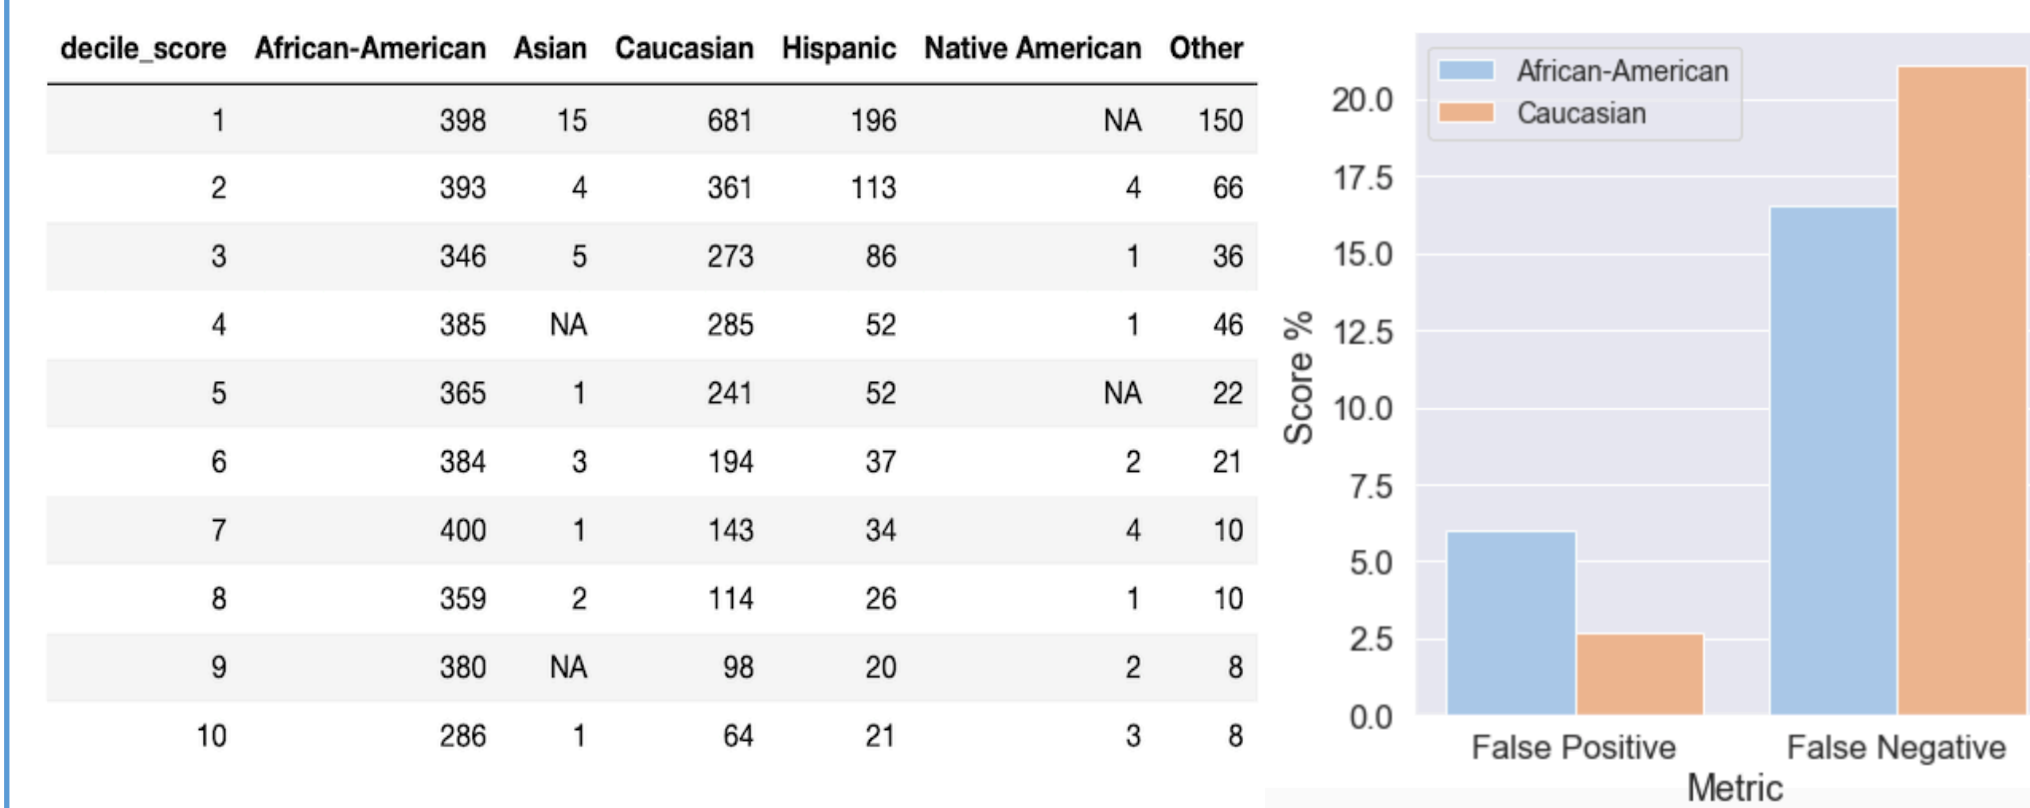 decile_score African-American Asian Caucasian Hispanic Native American Other
1 398 15 681 196 NA 150
2 393 4 361 113 4 66
3 346 5 273 86 1 36
4 385 NA 285 52 1 46
5 365 1 241 52 NA 22
6 384 3 194 37 2 21
7 400 1 143 34 4 10
8 359 2 114 26 1 10
9 380 NA 98 20 2 8
10 286 1 64 21 3 8
African-American
Caucasian
20.0
17.5
15.0
12.5
10.0
7.5
5.0
2.5
0.0
Score %
False Positive False Negative
Metric